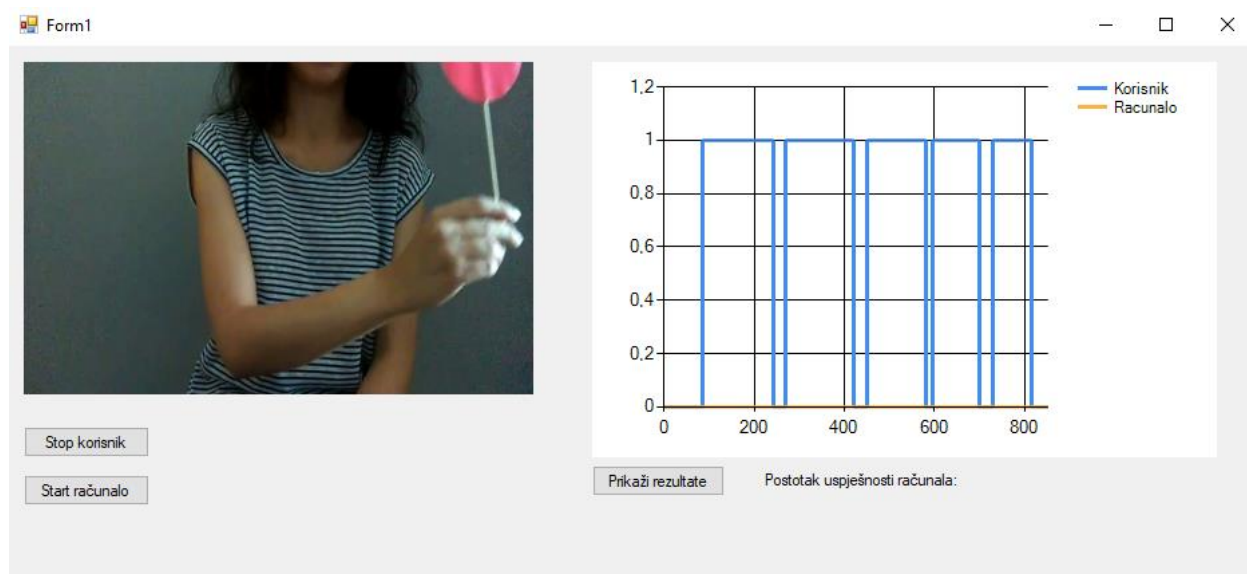 Form1
1,2
1
0,8
0,6
0,4
0,2
0
0 200 400 600 800
Korisnik
Racunalo
Stop korisnik
Start računalo
Prikaži rezultate
Postotak uspješnosti računala: